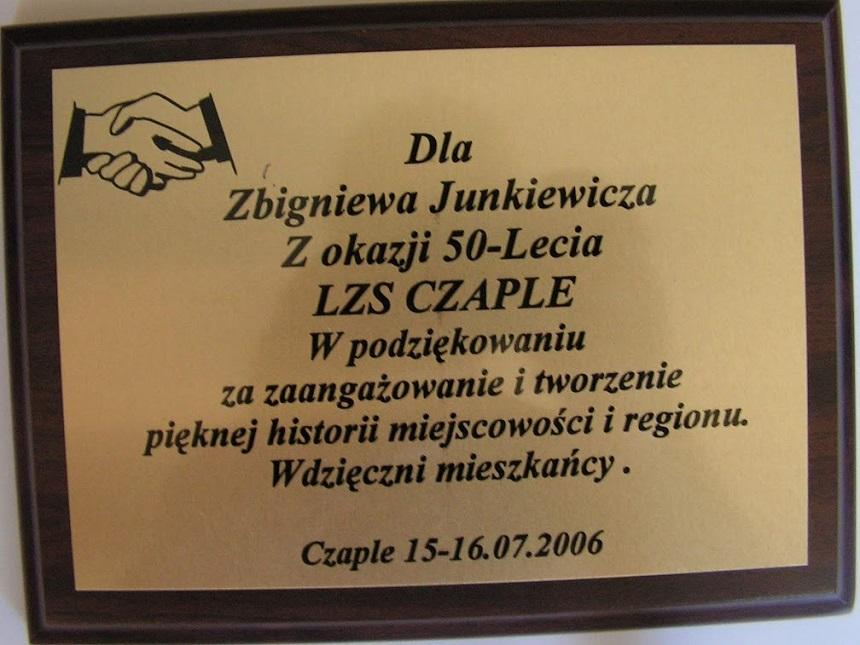 Dla
Zbigniewa Junkiewicza
Z okazji 50-Lecia
LZS CZAPLE
W podziękowaniu
za zaangażowanie i tworzenie
pięknej historii miejscowości i regionu.
Wdzięczni mieszkańcy .
Czaple 15-16.07.2006